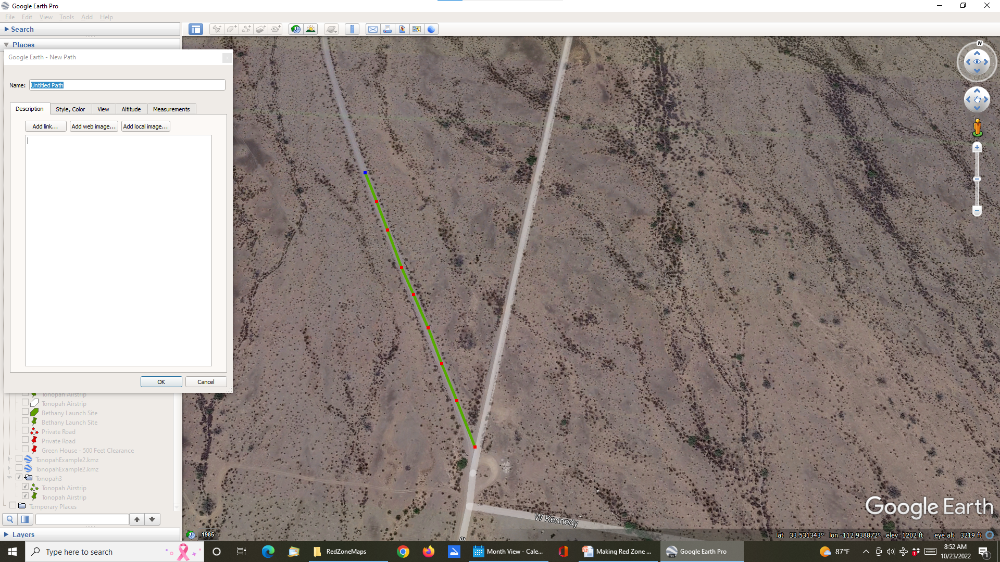 Google Earth Pro
File Edit View Tools Add Help
Search
Places
Google Earth - New Path
Name: Untitled Path
Description Style, Color View Altitude Measurements
Add link... Add web image... Add local image...
OK Cancel
Tonopah Airstrip
Tonopah Airstrip
Bethany Launch Site
Bethany Launch Site
Private Road
Private Road
Green House - 500 Feet Clearance
TonopahExample2.kmz
TonopahExample2.kmz
Tonopah3
Tonopah Airstrip
Tonopah Airstrip
Temporary Places
Layers
N
W Kennedy
Google Earth
1985
lat 33.531343° lon -112.938872° elev 1202 ft eye alt 3219 ft
Type here to search
RedZoneMaps
Month View - Cale...
Making Red Zone ...
Google Earth Pro
87°F
8:52 AM
10/23/2022
1